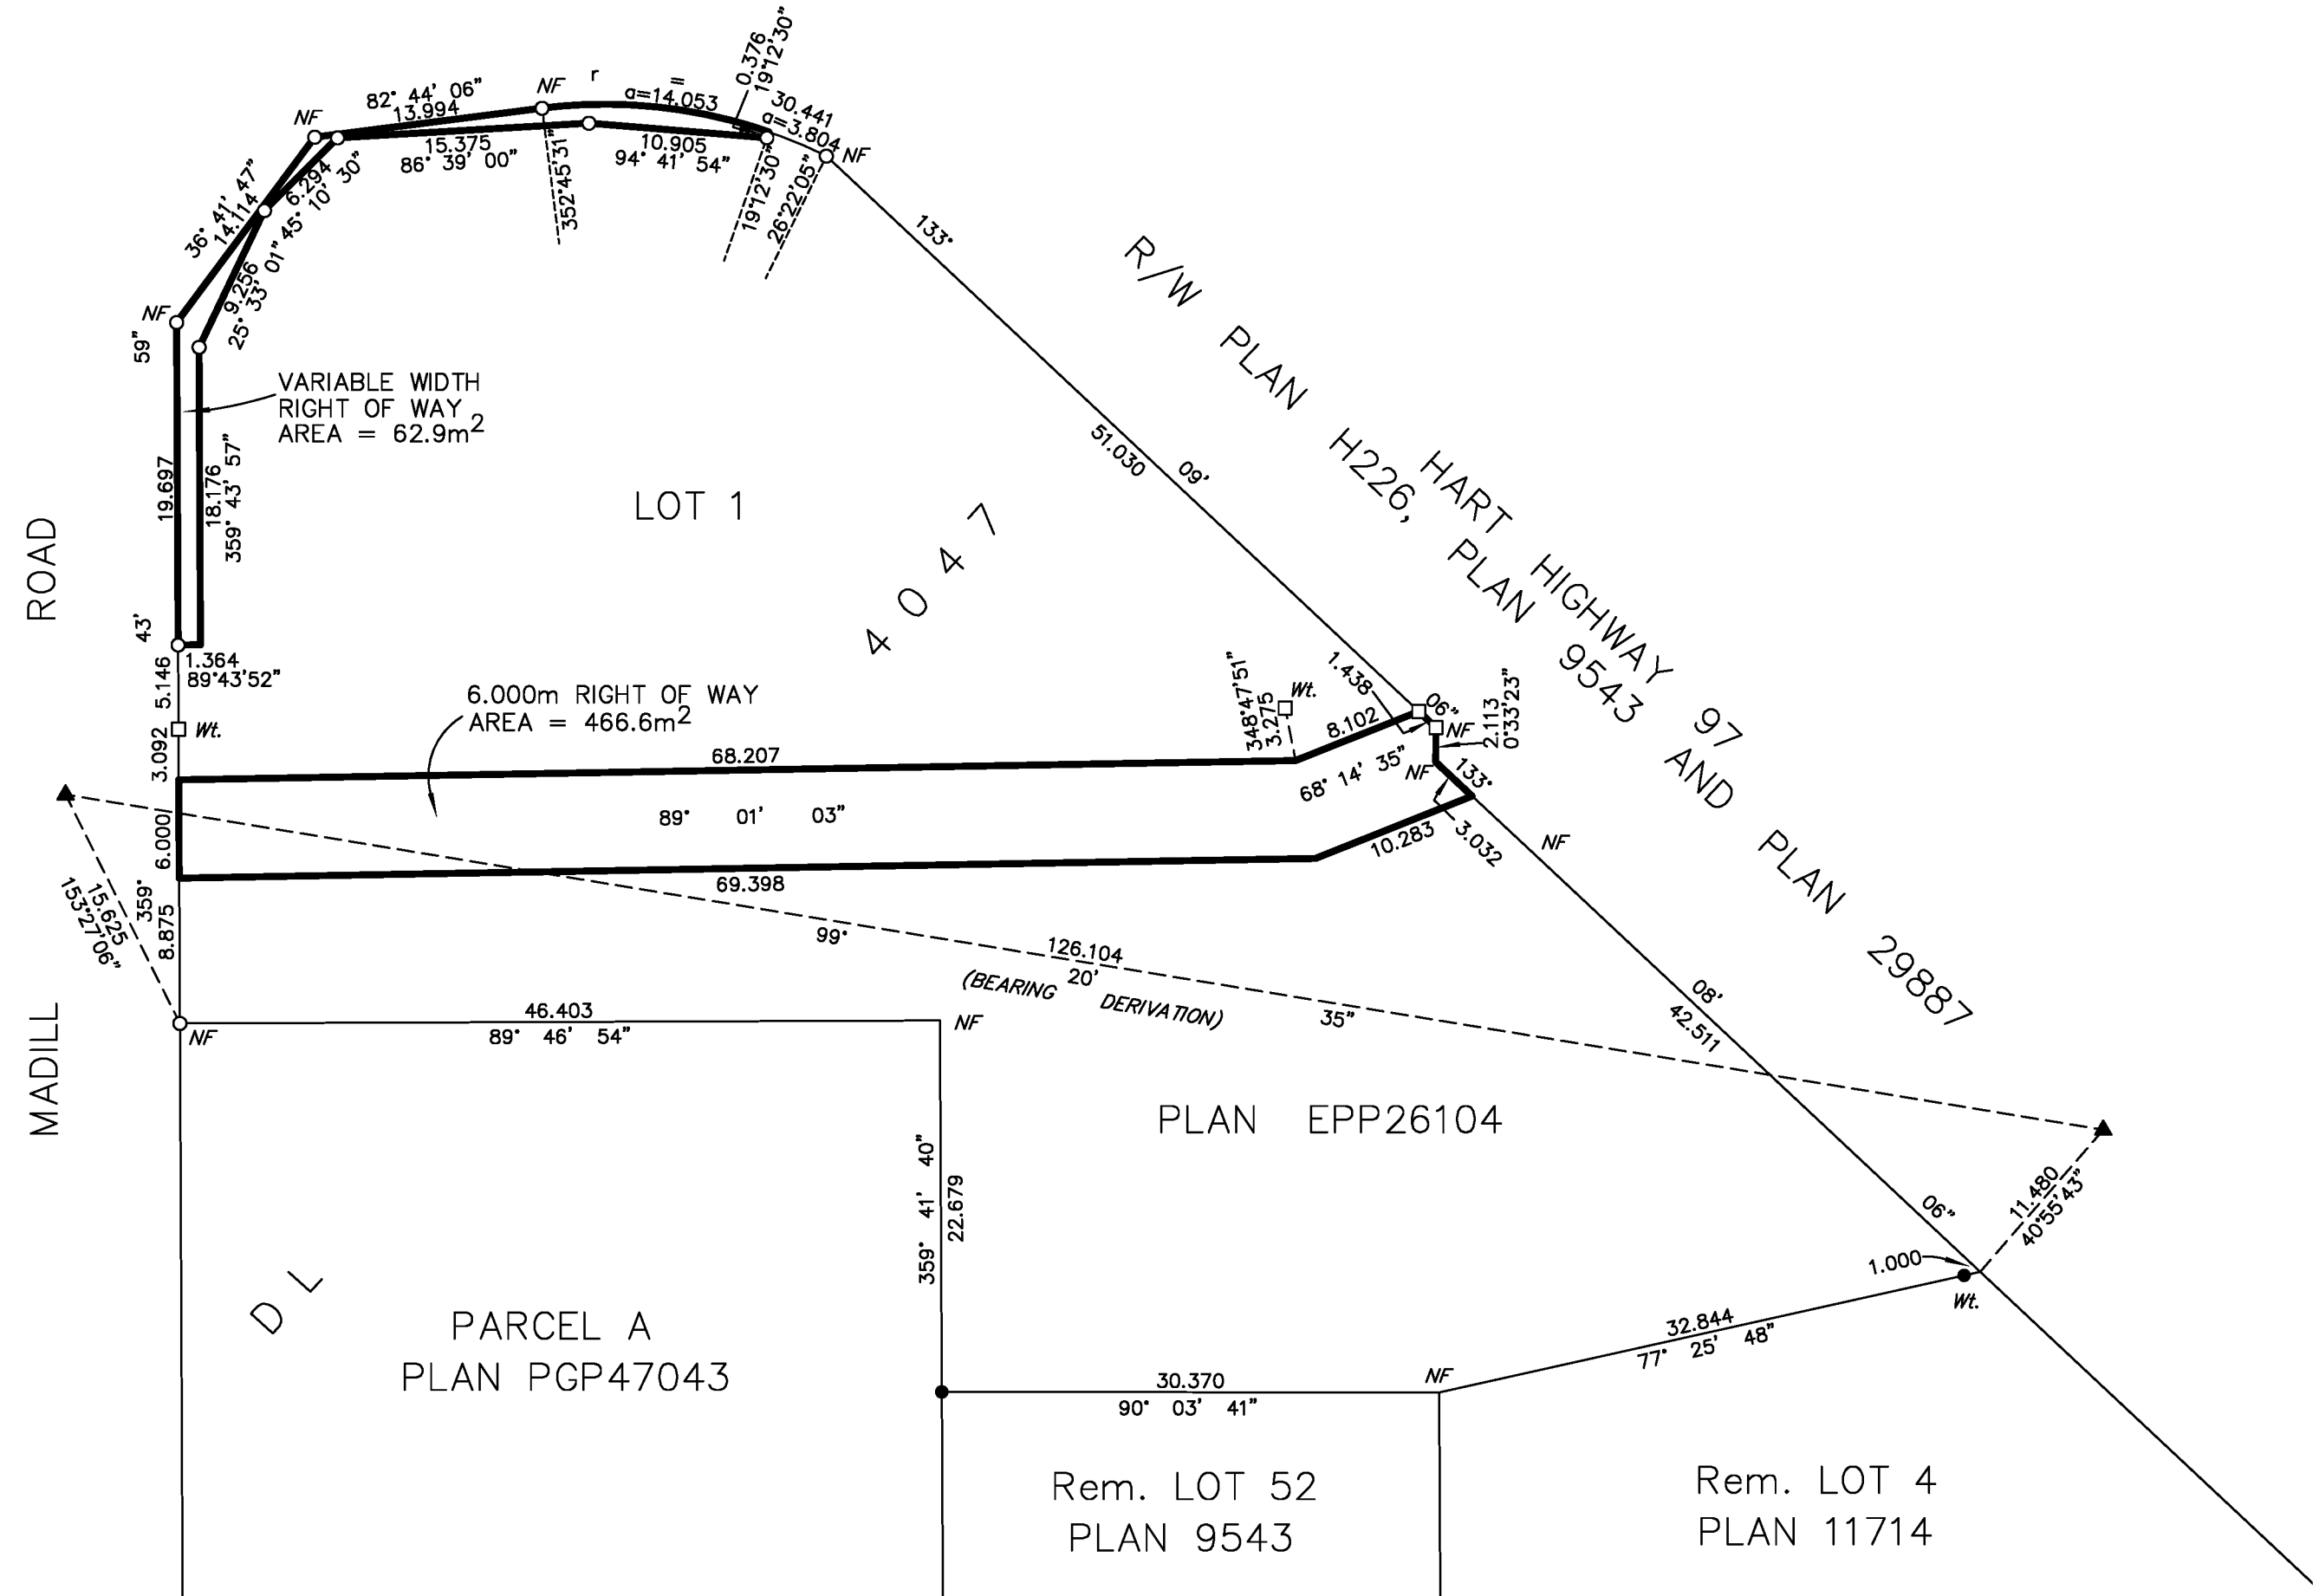 0.376
19°12'30"
82° 44' 06"
13.994
NF
NF
r =
30.441
a=14.053
a=3.804
NF
15.375
86° 39' 00"
10.905
94° 41' 54"
352°45'31"
19°12'30"
26°22'05"
36° 41' 47"
14.114
6.294
45° 10' 30"
9.256
25° 33' 01"
NF
59"
133°
R/W PLAN H226, PLAN 9543 AND PLAN 29887
HART HIGHWAY 97
VARIABLE WIDTH
RIGHT OF WAY
AREA = 62.9m2
19.697
18.176
359° 43' 57"
51.030
09'
LOT 1
4047
ROAD
43'
1.364
89°43'52"
5.146
Wt.
3.092
6.000m RIGHT OF WAY
AREA = 466.6m2
68.207
348°47'51"
3.275
Wt.
1.438
06"
8.102
NF
2.113
0°33'23"
68° 14' 35"
NF
133°
89° 01' 03"
6.000
10.283
3.032
NF
69.398
359°
8.875
15.625
153°27'06"
99° 20' 35"
126.104
(BEARING DERIVATION)
08'
42.511
MADILL
NF
46.403
89° 46' 54"
NF
PLAN EPP26104
359° 41' 40"
22.679
11.480
40°55'43"
06"
1.000
Wt.
D L
PARCEL A
PLAN PGP47043
32.844
77° 25' 48"
NF
30.370
90° 03' 41"
Rem. LOT 52
PLAN 9543
Rem. LOT 4
PLAN 11714